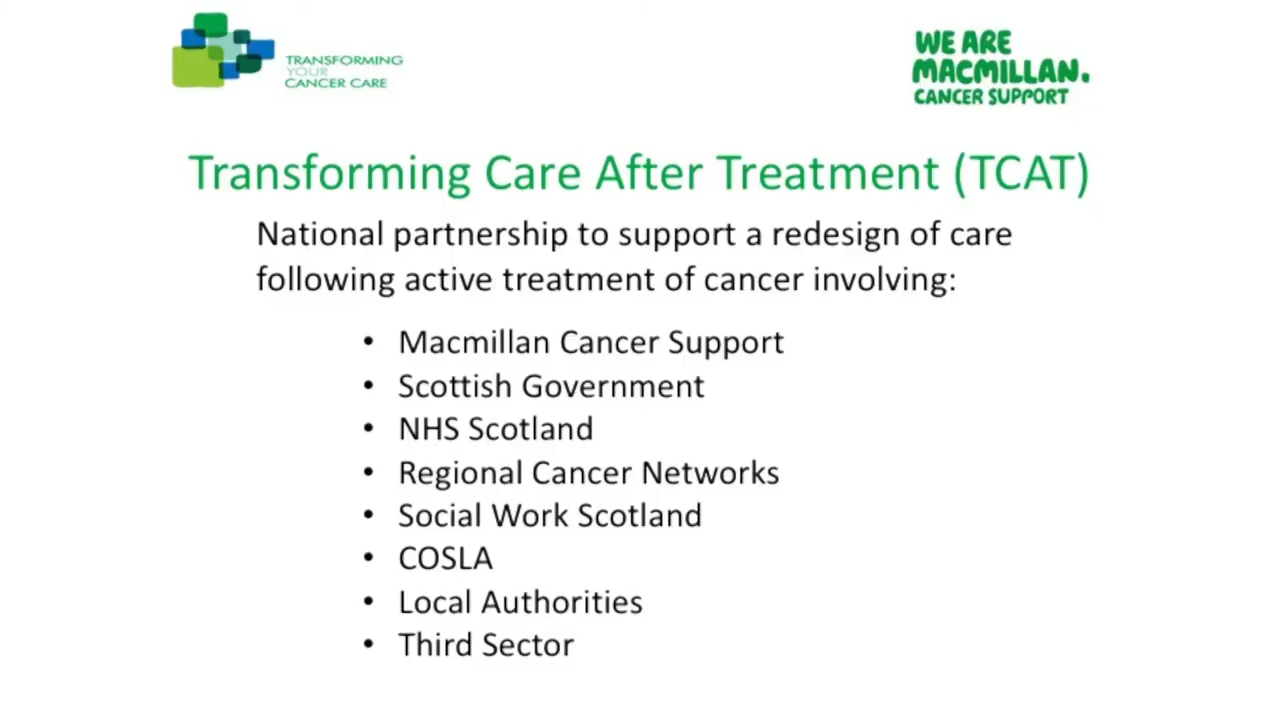 TRANSFORMING
YOUR
CANCER CARE
WE ARE
MACMILLAN.
CANCER SUPPORT
Transforming Care After Treatment (TCAT)
National partnership to support a redesign of care
following active treatment of cancer involving:
• Macmillan Cancer Support
• Scottish Government
• NHS Scotland
• Regional Cancer Networks
• Social Work Scotland
• COSLA
• Local Authorities
• Third Sector